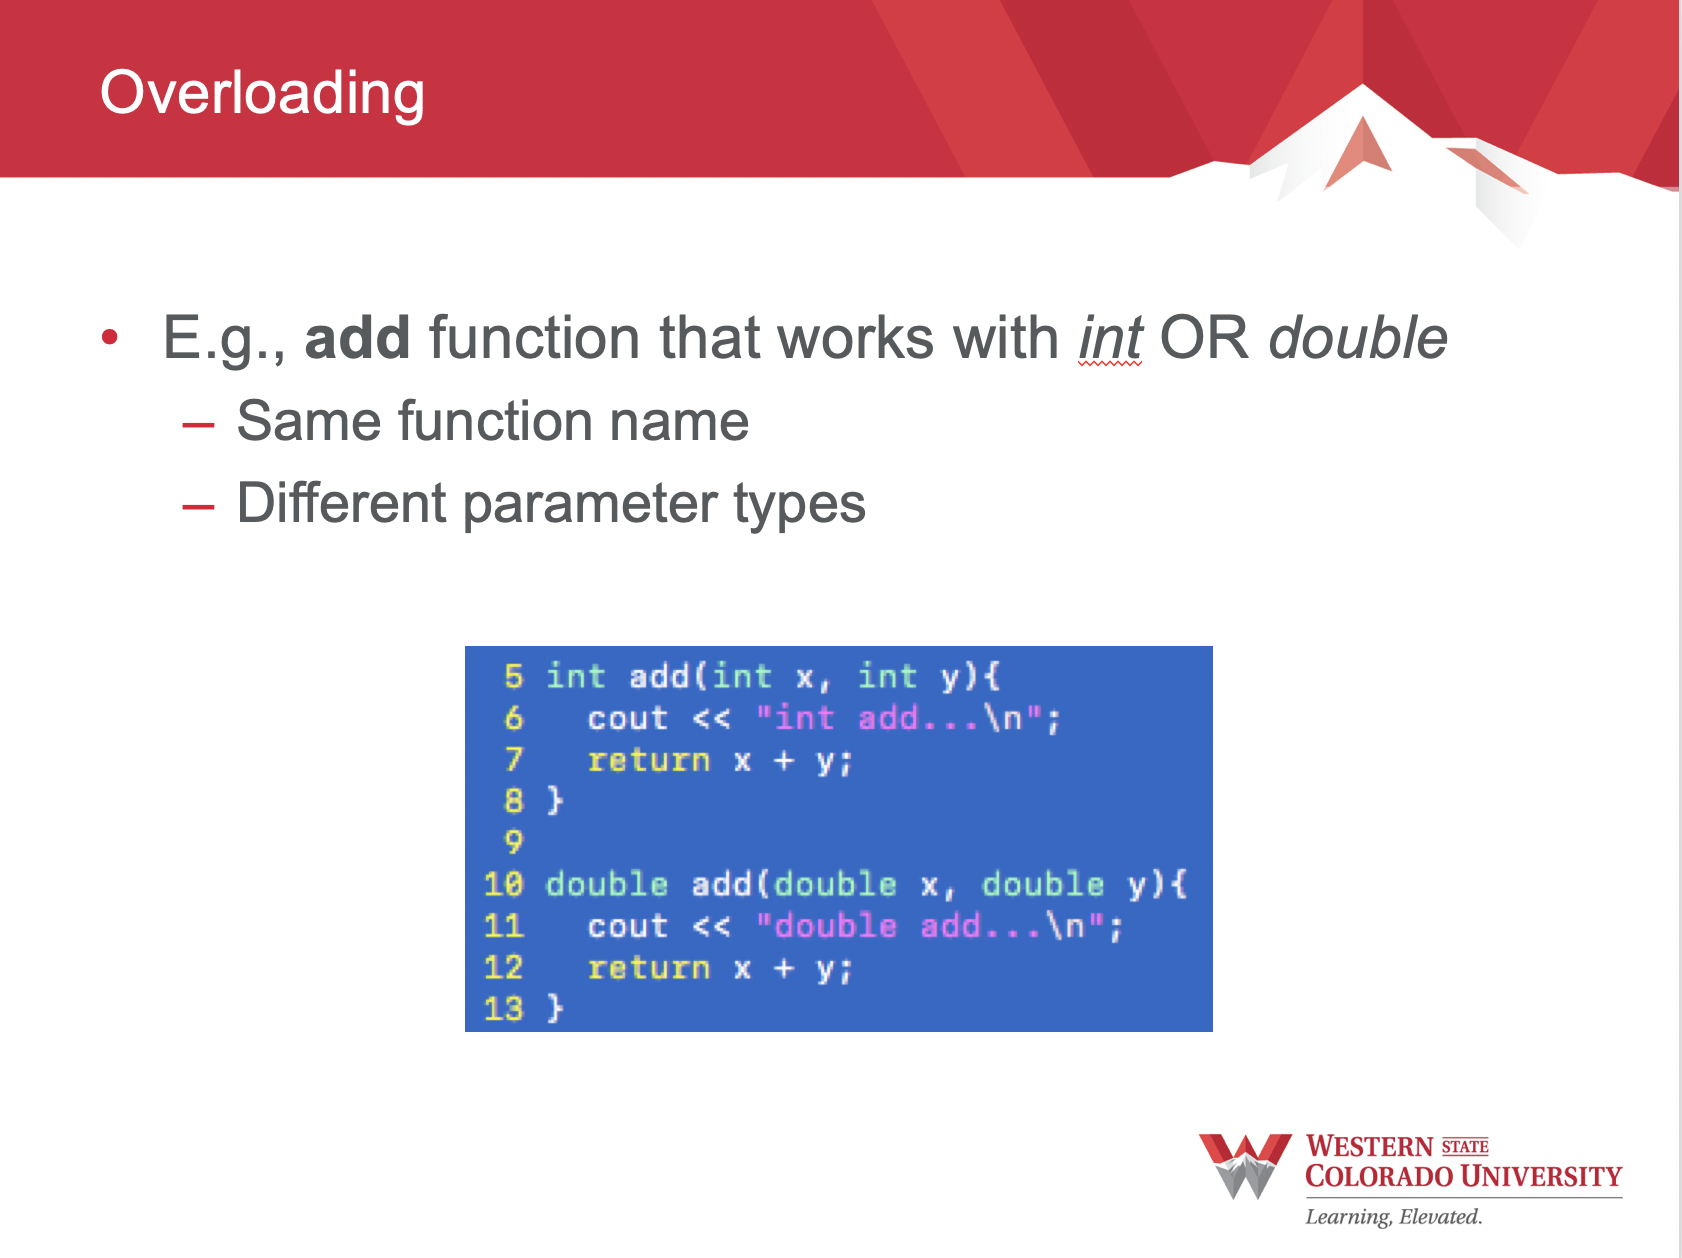 Overloading
• E.g., add function that works with int OR double
– Same function name
– Different parameter types
5 int add(int x, int y){
6   cout << "int add...\n";
7   return x + y;
8 }
9
10 double add(double x, double y){
11   cout << "double add...\n";
12   return x + y;
13 }
WESTERN STATE
COLORADO UNIVERSITY
Learning, Elevated.